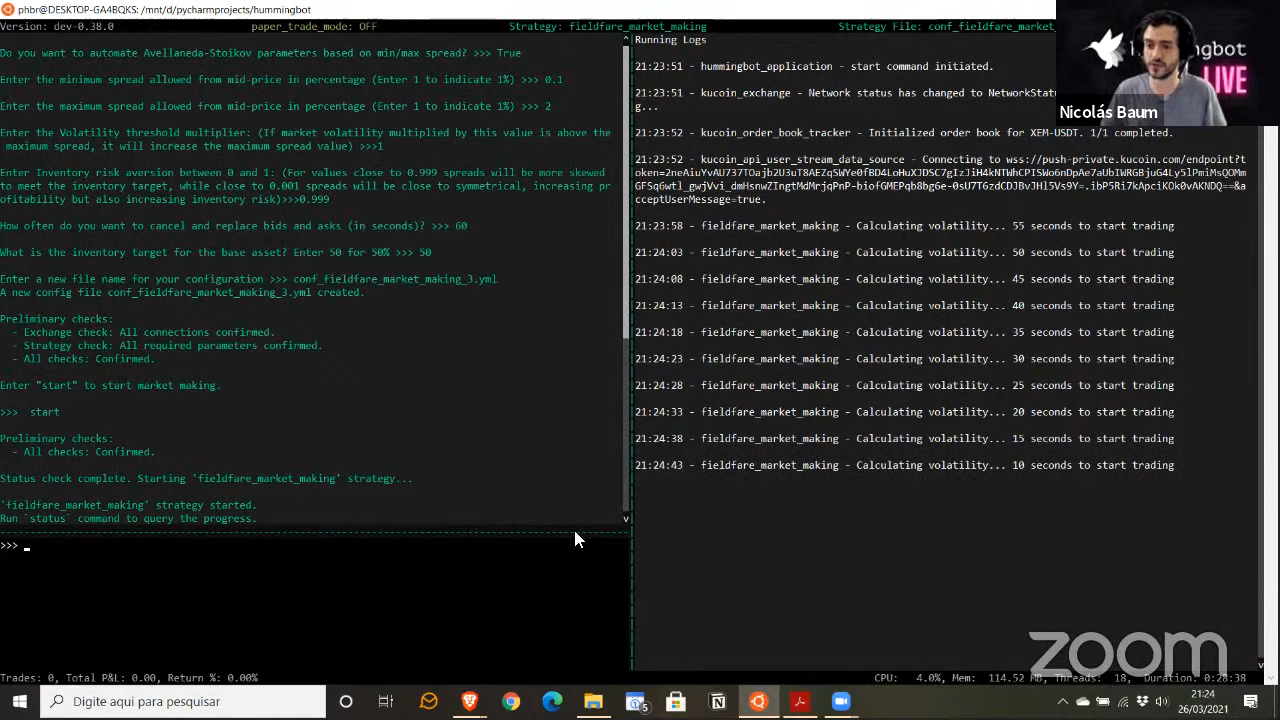 phbr@DESKTOP-GA4BQKS: /mnt/d/pycharmprojects/hummingbot
Version: dev-0.38.0 paper_trade_mode: OFF Strategy: fieldfare_market_making Strategy File: conf_fieldfare_market_
Do you want to automate Avellaneda-Stoikov parameters based on min/max spread? >>> True
Enter the minimum spread allowed from mid-price in percentage (Enter 1 to indicate 1%) >>> 0.1
Enter the maximum spread allowed from mid-price in percentage (Enter 1 to indicate 1%) >>> 2
Enter the Volatility threshold multiplier: (If market volatility multiplied by this value is above the
maximum spread, it will increase the maximum spread value) >>>1
Enter Inventory risk aversion between 0 and 1: (For values close to 0.999 spreads will be more skewed
to meet the inventory target, while close to 0.001 spreads will be close to symmetrical, increasing pr
ofitability but also increasing inventory risk)>>>0.999
How often do you want to cancel and replace bids and asks (in seconds)? >>> 60
What is the inventory target for the base asset? Enter 50 for 50% >>> 50
Enter a new file name for your configuration >>> conf_fieldfare_market_making_3.yml
A new config file conf_fieldfare_market_making_3.yml created.
Preliminary checks:
- Exchange check: All connections confirmed.
- Strategy check: All required parameters confirmed.
- All checks: Confirmed.
Enter "start" to start market making.
>>> start
Preliminary checks:
- All checks: Confirmed.
Status check complete. Starting 'fieldfare_market_making' strategy...
'fieldfare_market_making' strategy started.
Run `status` command to query the progress.
>>>
Running Logs
21:23:51 - hummingbot_application - start command initiated.
21:23:51 - kucoin_exchange - Network status has changed to NetworkStatu
g...
21:23:52 - kucoin_order_book_tracker - Initialized order book for XEM-USDT. 1/1 completed.
21:23:52 - kucoin_api_user_stream_data_source - Connecting to wss://push-private.kucoin.com/endpoint?t
acceptUserMessage=true.
21:23:58 - fieldfare_market_making - Calculating volatility... 55 seconds to start trading
21:24:03 - fieldfare_market_making - Calculating volatility... 50 seconds to start trading
21:24:08 - fieldfare_market_making - Calculating volatility... 45 seconds to start trading
21:24:13 - fieldfare_market_making - Calculating volatility... 40 seconds to start trading
21:24:18 - fieldfare_market_making - Calculating volatility... 35 seconds to start trading
21:24:23 - fieldfare_market_making - Calculating volatility... 30 seconds to start trading
21:24:28 - fieldfare_market_making - Calculating volatility... 25 seconds to start trading
21:24:33 - fieldfare_market_making - Calculating volatility... 20 seconds to start trading
21:24:38 - fieldfare_market_making - Calculating volatility... 15 seconds to start trading
21:24:43 - fieldfare_market_making - Calculating volatility... 10 seconds to start trading
ingbot
LIVE
Nicolás Baum
zoom
Trades: 0, Total P&L: 0.00, Return %: 0.00% CPU: 4.0%, Mem: 114.52 MB, Threads: 18, Duration: 0:28:38
Digite aqui para pesquisar
5
21:24
26/03/2021